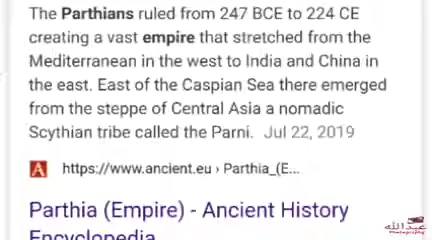 The Parthians ruled from 247 BCE to 224 CE
creating a vast empire that stretched from the
Mediterranean in the west to India and China in
the east. East of the Caspian Sea there emerged
from the steppe of Central Asia a nomadic
Scythian tribe called the Parni. Jul 22, 2019
https://www.ancient.eu › Parthia_(E...
Parthia (Empire) - Ancient History
Encyclopedia
عبدالله
Photography